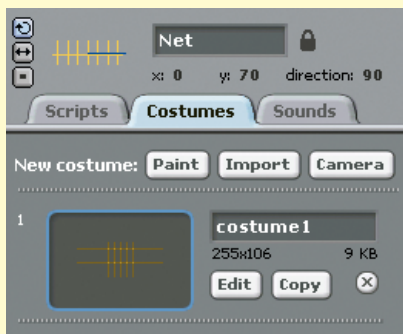 Net
x: 0 y: 70 direction: 90
Scripts Costumes Sounds
New costume: Paint Import Camera
1
costume1
255x106 9 KB
Edit Copy